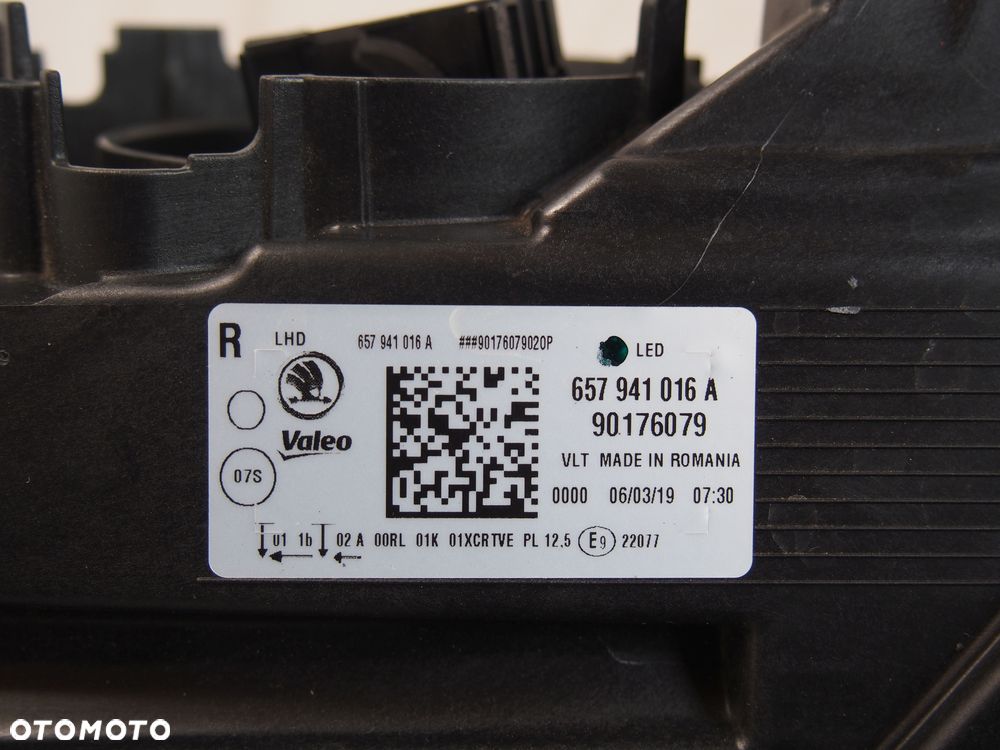 R LHD 657 941 016 A ###90176079020P LED
657 941 016 A
Valeo
90176079
07S
VLT MADE IN ROMANIA
0000 06/03/19 07:30
01 1b 02 A 00RL 01K 01XCRTVE PL 12,5 E9 22077
OTOMOTO